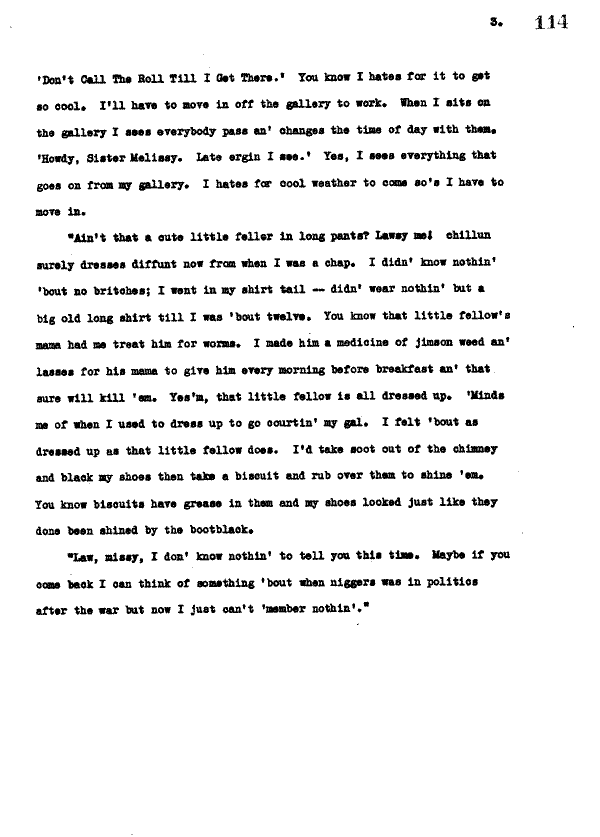 3. 114
'Don't Call The Roll Till I Get There.' You know I hates for it to get
so cool. I'll have to move in off the gallery to work. When I sits on
the gallery I sees everybody pass an' changes the time of day with them.
'Howdy, Sister Melissy. Late ergin I see.' Yes, I sees everything that
goes on from my gallery. I hates for cool weather to come so's I have to
move in.
"Ain't that a cute little feller in long pants? Lawsy me! chillun
surely dresses diffunt now from when I was a chap. I didn' know nothin'
'bout no britches; I went in my shirt tail -- didn' wear nothin' but a
big old long shirt till I was 'bout twelve. You know that little fellow's
mama had me treat him for worms. I made him a medicine of jimson weed an'
lasses for his mama to give him every morning before breakfast an' that
sure will kill 'em. Yes'm, that little fellow is all dressed up. 'Minds
me of when I used to dress up to go courtin' my gal. I felt 'bout as
dressed up as that little fellow does. I'd take soot out of the chimney
and black my shoes then take a biscuit and rub over them to shine 'em.
You know biscuits have grease in them and my shoes looked just like they
done been shined by the bootblack.
"Law, missy, I don' know nothin' to tell you this time. Maybe if you
come back I can think of something 'bout when niggers was in politics
after the war but now I just can't 'member nothin'."